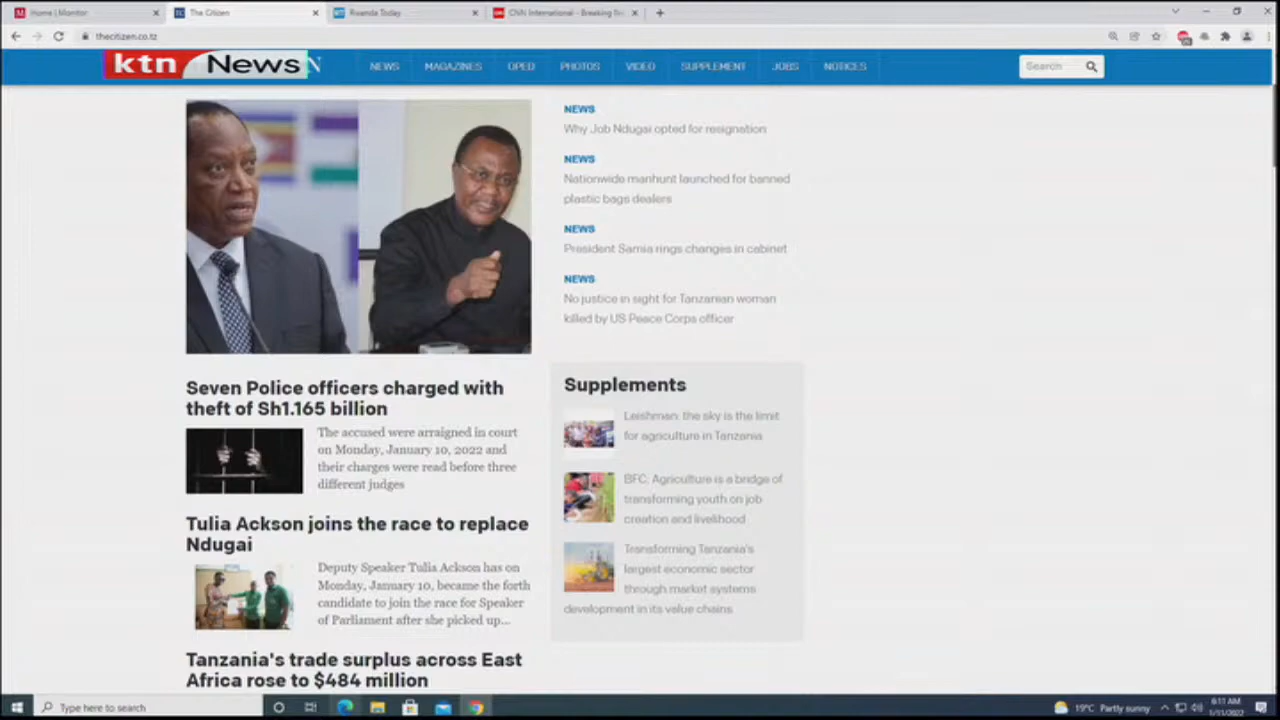 Home | Monitor
The Citizen
Rwanda Today
CNN International - Breaking
thecitizen.co.tz
ktn News
NEWS
MAGAZINES
OPED
PHOTOS
VIDEO
SUPPLEMENT
JOBS
NOTICES
Search
NEWS
Why Job Ndugai opted for resignation
NEWS
Nationwide manhunt launched for banned
plastic bags dealers
NEWS
President Samia rings changes in cabinet
NEWS
No justice in sight for Tanzanian woman
killed by US Peace Corps officer
Seven Police officers charged with
theft of Sh1.165 billion
The accused were arraigned in court
on Monday, January 10, 2022 and
their charges were read before three
different judges
Tulia Ackson joins the race to replace
Ndugai
Deputy Speaker Tulia Ackson has on
Monday, January 10, became the forth
candidate to join the race for Speaker
of Parliament after she picked up...
Tanzania's trade surplus across East
Africa rose to $484 million
Supplements
Leishman: the sky is the limit
for agriculture in Tanzania
BFC, Agriculture is a bridge of
transforming youth on job
creation and livelihood
Transforming Tanzania's
largest economic sector
through market systems
development in its value chains
Type here to search
19°C Partly sunny
6:11 AM
1/11/2022